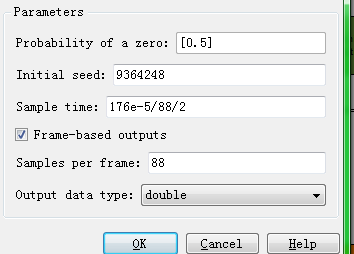 Parameters
Probability of a zero: [0.5]
Initial seed: 9364248
Sample time: 176e-5/88/2
Frame-based outputs
Samples per frame: 88
Output data type: double
OK Cancel Help